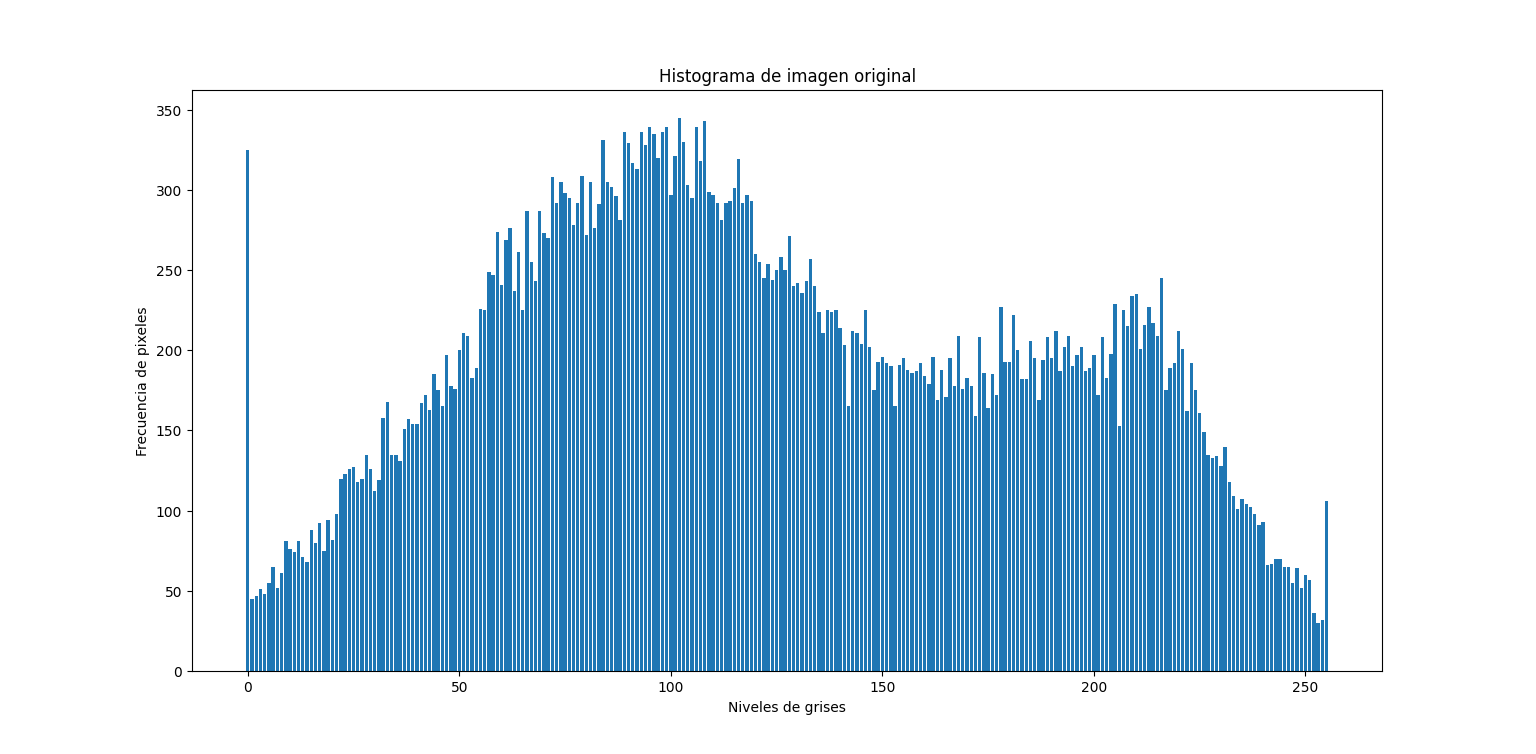 Histograma de imagen original
350
300
250
200
150
100
50
0
Frecuencia de pixeles
0 50 100 150 200 250
Niveles de grises